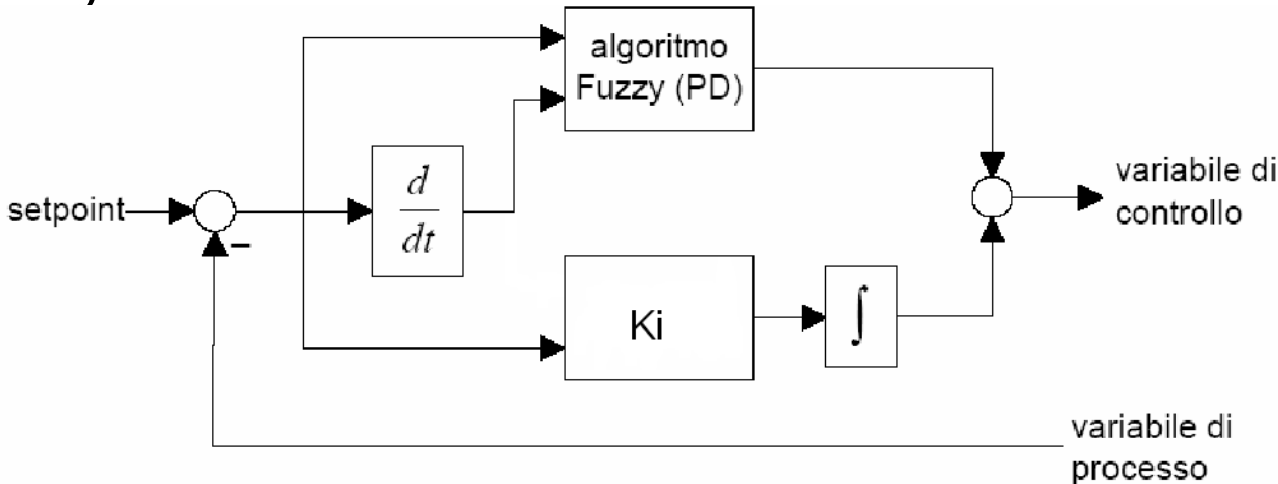 )
algoritmo
Fuzzy (PD)
setpoint
−
d
dt
Ki
∫
variabile di
controllo
variabile di
processo